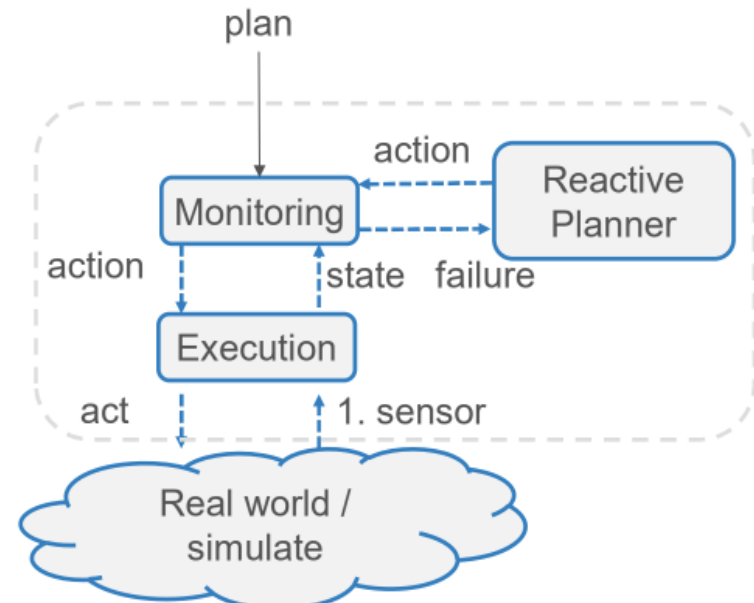 plan
action
Reactive
Planner
Monitoring
action
state
failure
Execution
act
1. sensor
Real world /
simulate